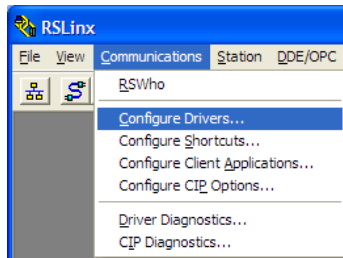 RSLinx
File View Communications Station DDE/OPC
RSWho
Configure Drivers...
Configure Shortcuts...
Configure Client Applications...
Configure CIP Options...
Driver Diagnostics...
CIP Diagnostics...